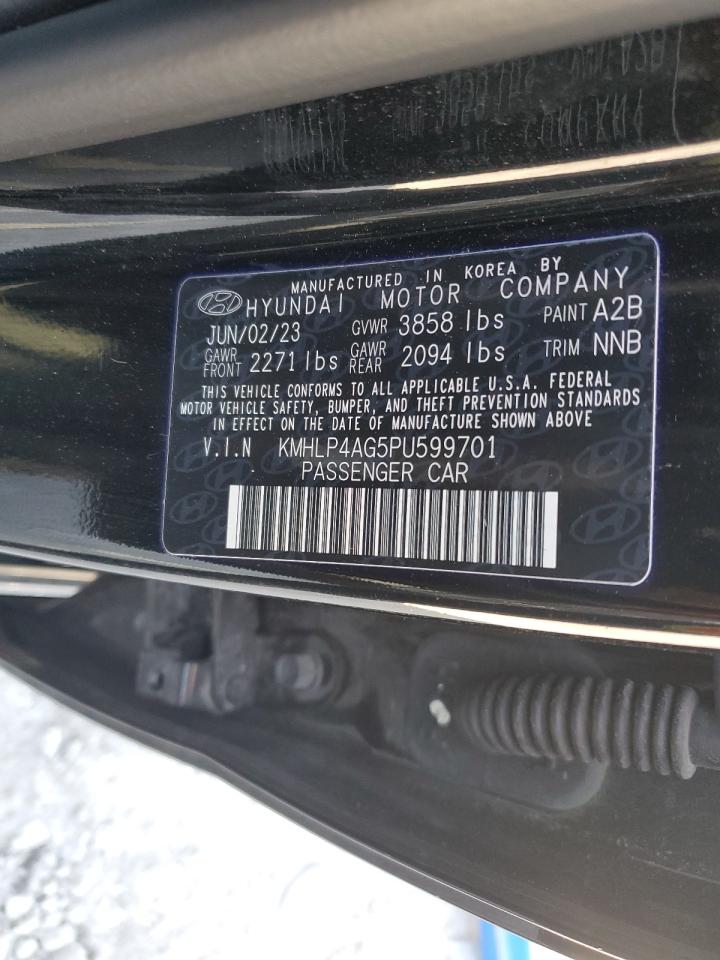 MANUFACTURED IN KOREA BY
HYUNDAI MOTOR COMPANY
JUN/02/23 GVWR 3858 lbs PAINT A2B
GAWR FRONT 2271 lbs GAWR REAR 2094 lbs TRIM NNB
THIS VEHICLE CONFORMS TO ALL APPLICABLE U.S.A. FEDERAL
MOTOR VEHICLE SAFETY, BUMPER, AND THEFT PREVENTION STANDARDS
IN EFFECT ON THE DATE OF MANUFACTURE SHOWN ABOVE
V.I.N KMHLP4AG5PU599701
PASSENGER CAR